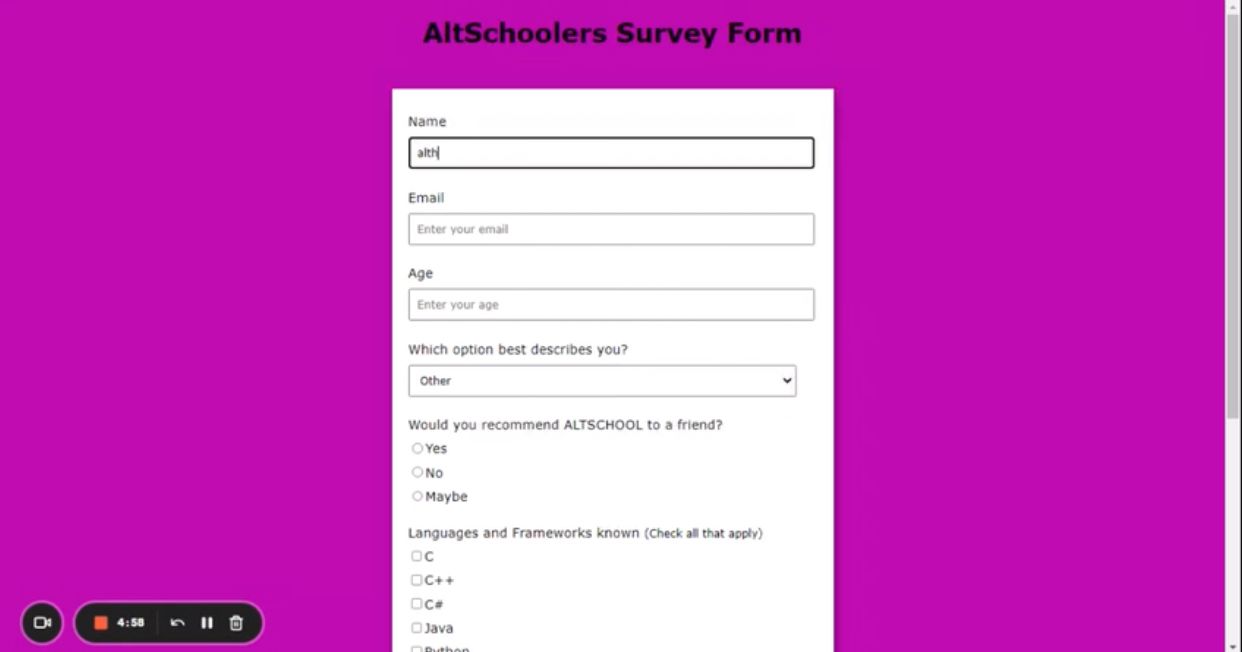 AltSchoolers Survey Form
Name
alth
Email
Enter your email
Age
Enter your age
Which option best describes you?
Other
Would you recommend ALTSCHOOL to a friend?
Yes
No
Maybe
Languages and Frameworks known (Check all that apply)
C
C++
C#
Java
Python
4:58